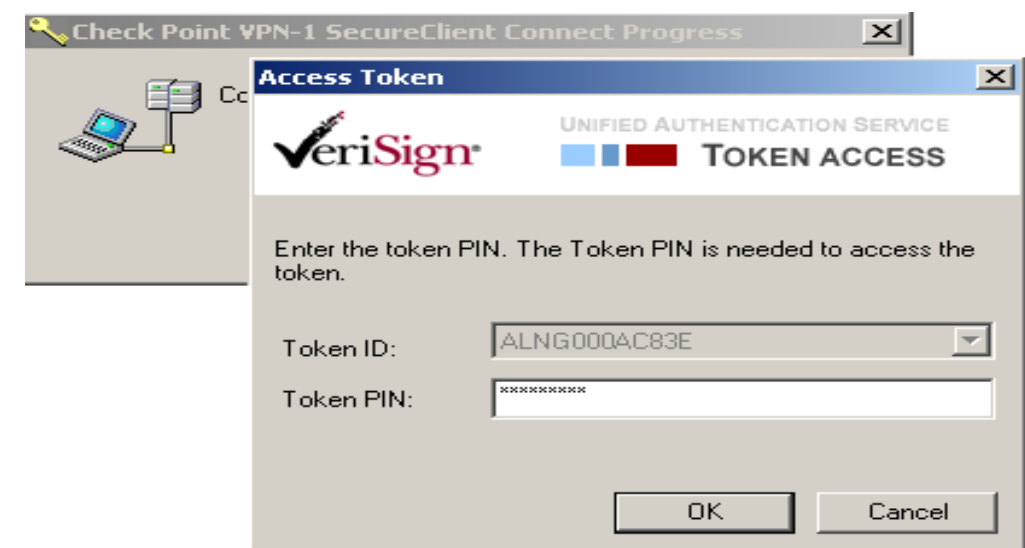 Check Point VPN-1 SecureClient Connect Progress
Access Token
VeriSign
UNIFIED AUTHENTICATION SERVICE
TOKEN ACCESS
Enter the token PIN. The Token PIN is needed to access the
token.
Token ID: ALNG000AC83E
Token PIN: *********
OK Cancel